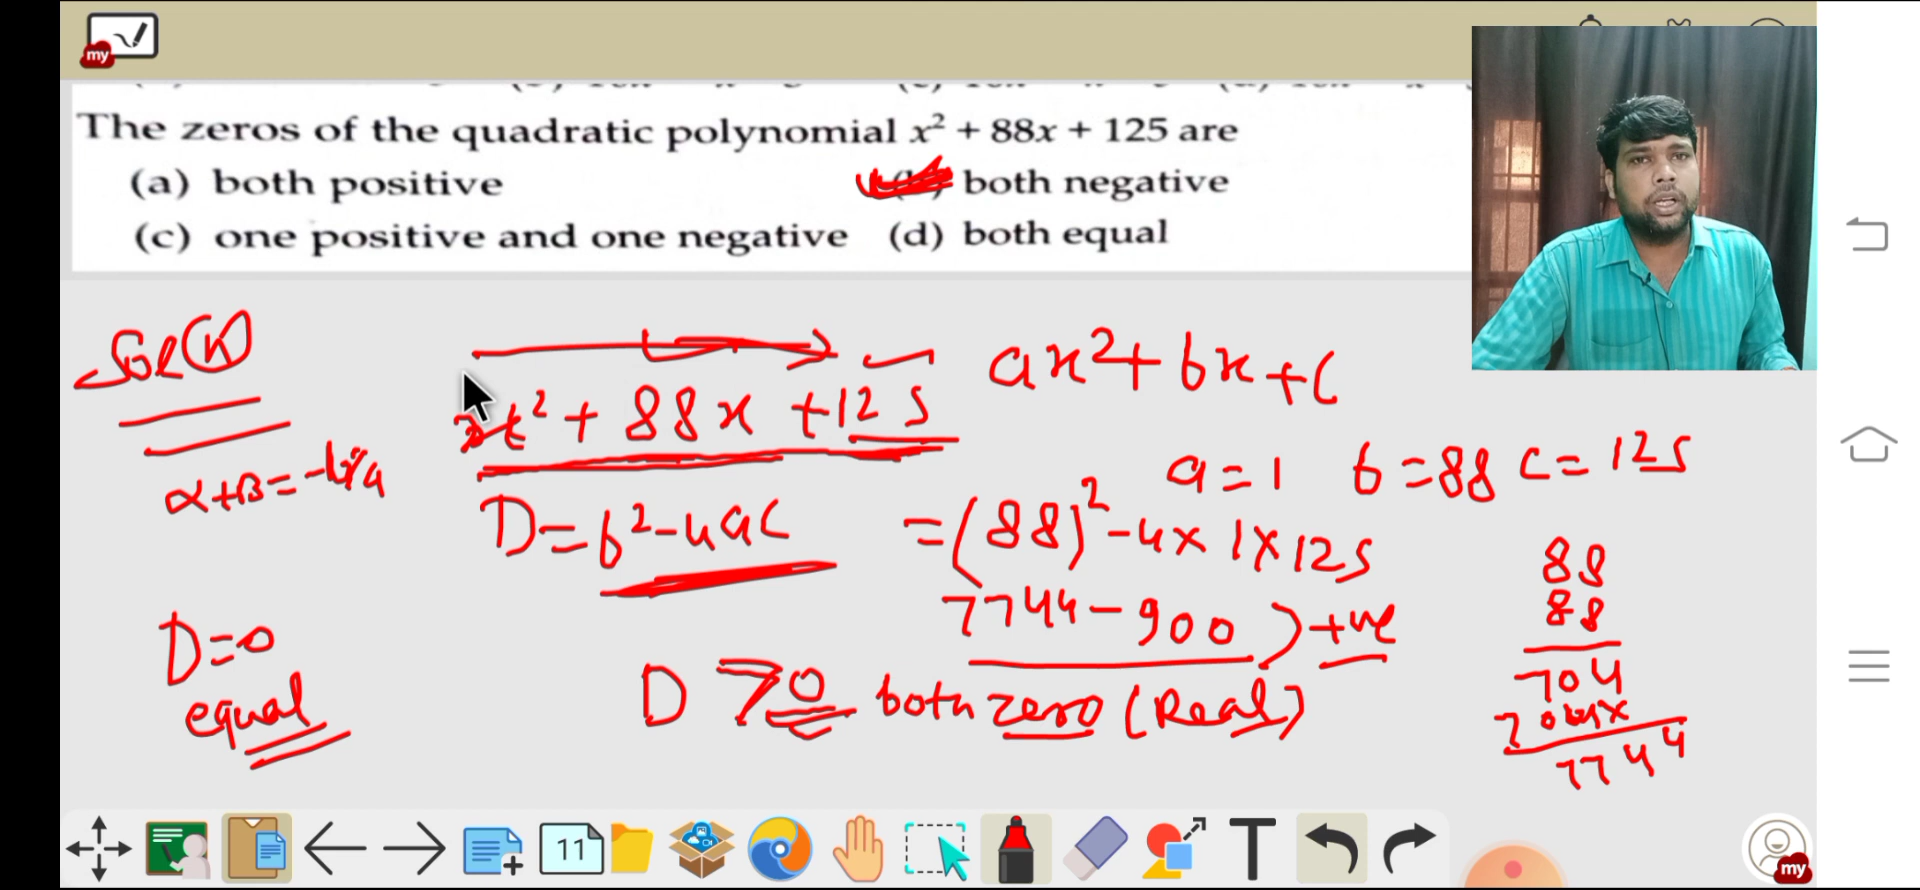 my
The zeros of the quadratic polynomial x² + 88x + 125 are
(a) both positive
(b) both negative
(c) one positive and one negative (d) both equal
Sol(n)
x² + 88x + 125
ax² + bx + c
α+β = -b/a
a = 1 b = 88 c = 125
D = b² - 4ac = (88)² - 4 x 1 x 125
7744 - 900 ) +ve
D = 0
equal
D > 0 both zero (Real)
88
88
704
704x
7744
11
T
my